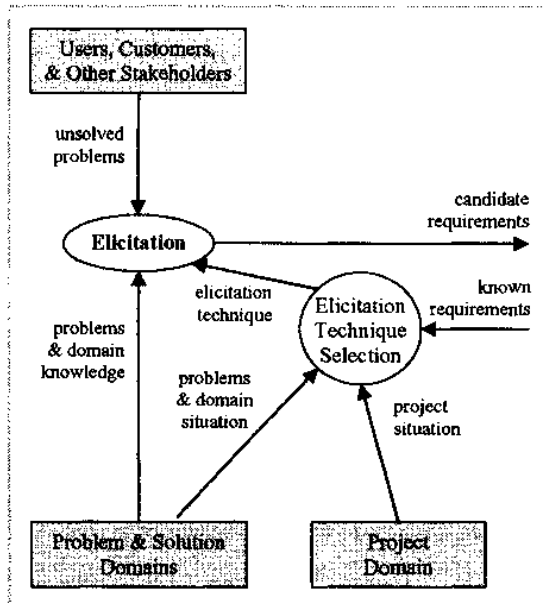 Users, Customers,
& Other Stakeholders
unsolved
problems
candidate
requirements
Elicitation
elicitation
technique
Elicitation
Technique
Selection
known
requirements
problems
& domain
knowledge
problems
& domain
situation
project
situation
Problem & Solution
Domains
Project
Domain